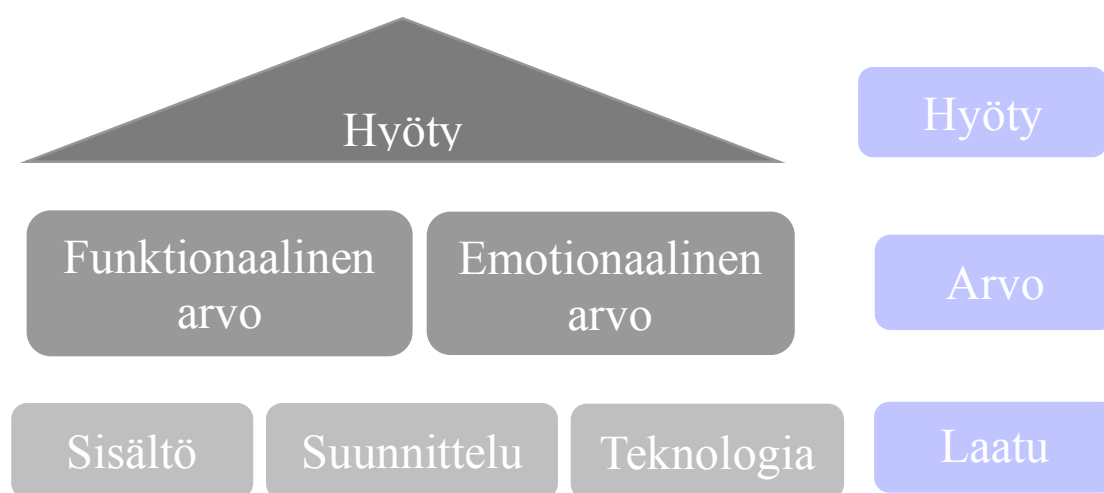 Hyöty
Hyöty
Funktionaalinen
arvo
Emotionaalinen
arvo
Arvo
Sisältö
Suunnittelu
Teknologia
Laatu